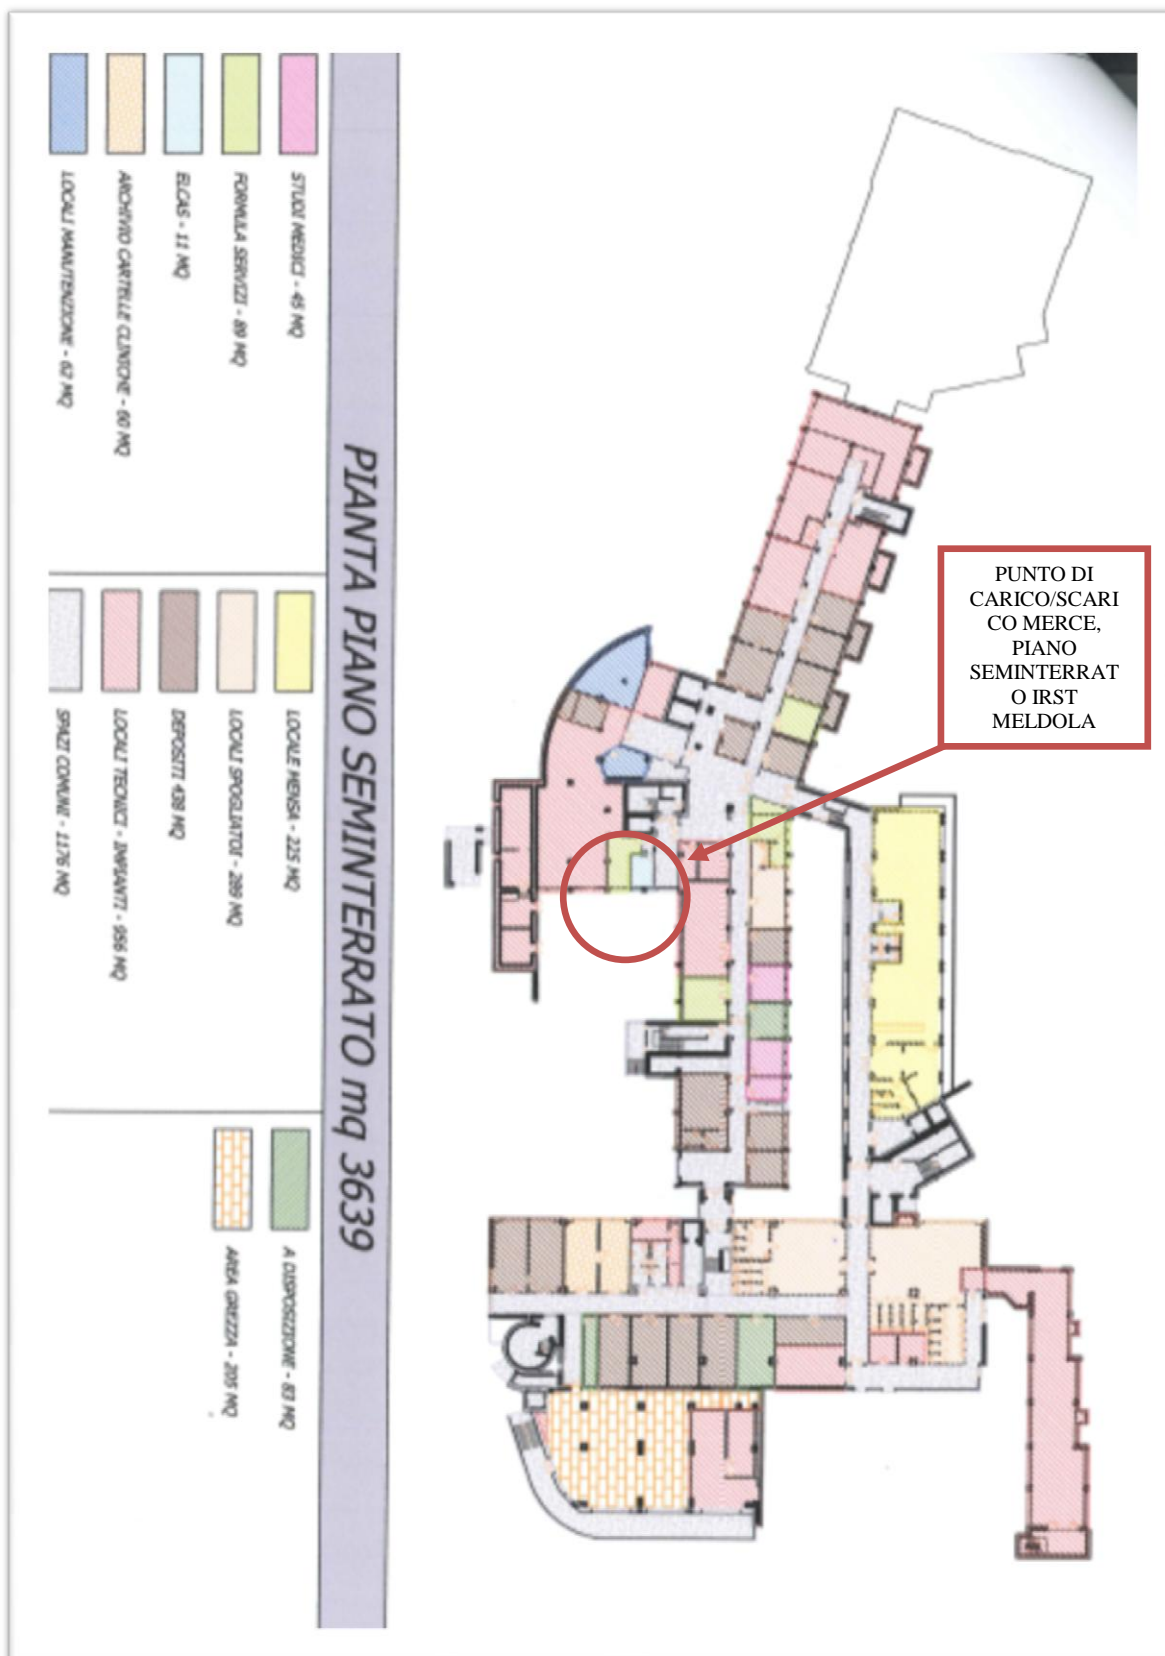 PUNTO DI
CARICO/SCARI
CO MERCE,
PIANO
SEMINTERRAT
O IRST
MELDOLA
PIANTA PIANO SEMINTERRATO mq 3639
STUDI MEDICI - 45 MQ
FORMULA SERVIZI - 89 MQ
ELCAS - 11 MQ
ARCHIVIO CARTELLE CLINICHE - 60 MQ
LOCALI MANUTENZIONE - 62 MQ
LOCALE MENSA - 225 MQ
LOCALI SPOGLIATOI - 289 MQ
DEPOSITI 438 MQ
LOCALI TECNICI - IMPIANTI - 956 MQ
SPAZI COMUNI - 1176 MQ
A DISPOSIZIONE - 83 MQ
AREA GREZZA - 205 MQ